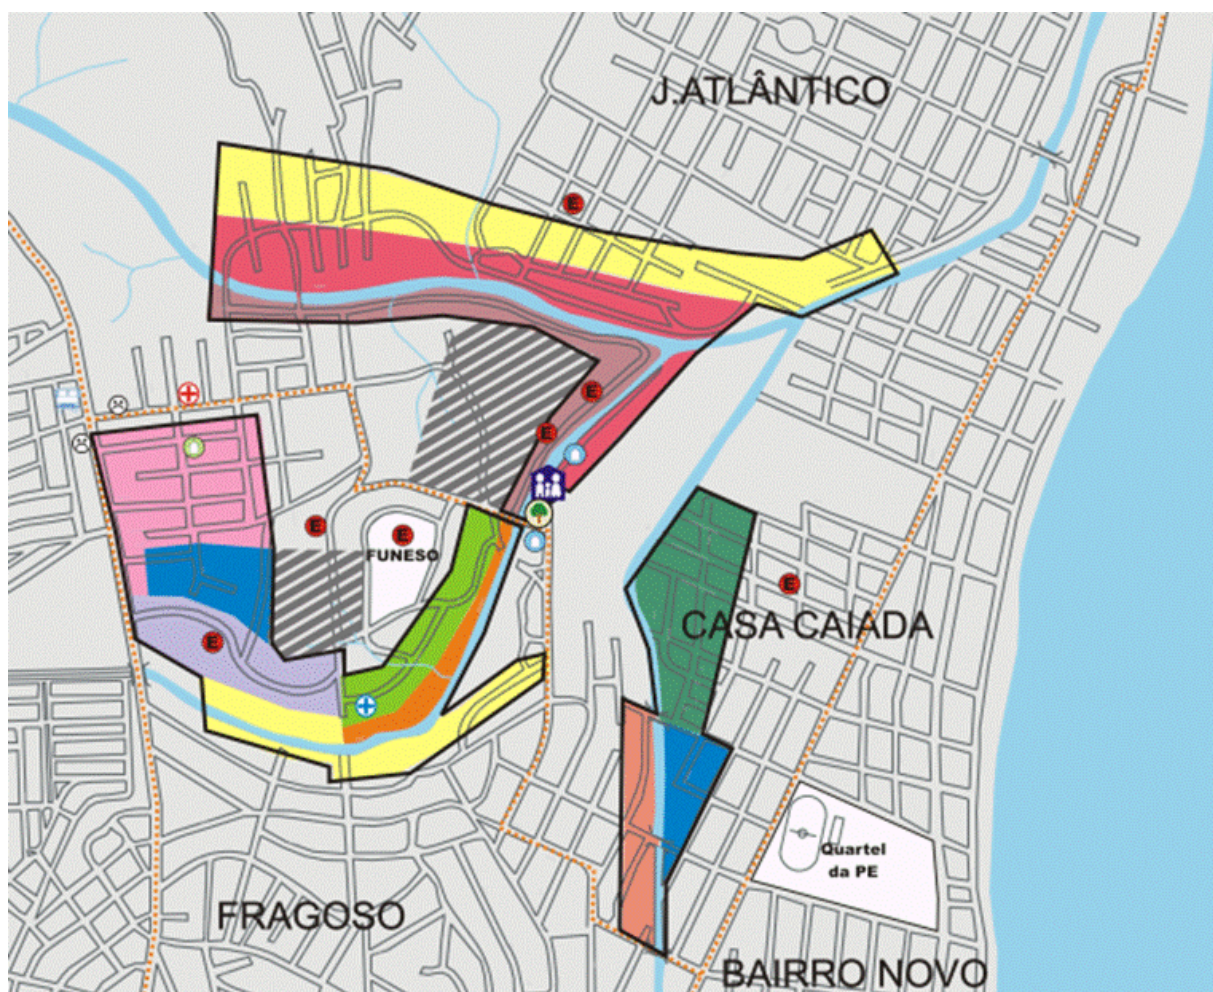 J.ATLÂNTICO
E
E
E
E
E
FUNESO
E
CASA CAIADA
E
Quartel
da PE
FRAGOSO
BAIRRO NOVO